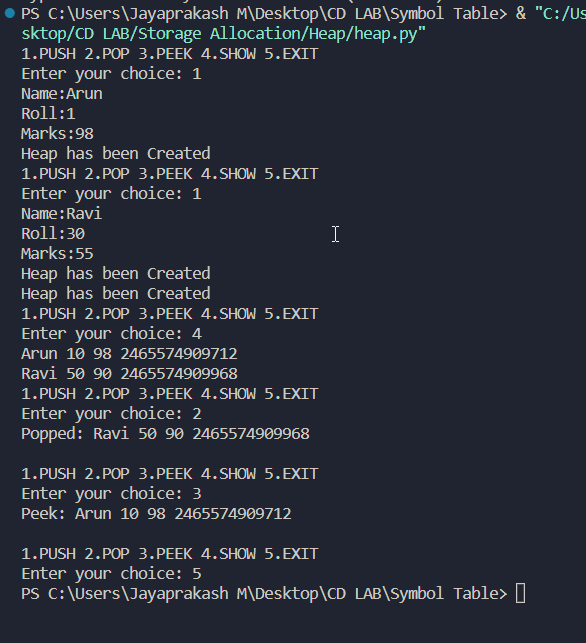 PS C:\Users\Jayaprakash M\Desktop\CD LAB\Symbol Table> & "C:/Us
sktop/CD LAB/Storage Allocation/Heap/heap.py"
1.PUSH 2.POP 3.PEEK 4.SHOW 5.EXIT
Enter your choice: 1
Name:Arun
Roll:1
Marks:98
Heap has been Created
1.PUSH 2.POP 3.PEEK 4.SHOW 5.EXIT
Enter your choice: 1
Name:Ravi
Roll:30
Marks:55
Heap has been Created
Heap has been Created
1.PUSH 2.POP 3.PEEK 4.SHOW 5.EXIT
Enter your choice: 4
Arun 10 98 2465574909712
Ravi 50 90 2465574909968
1.PUSH 2.POP 3.PEEK 4.SHOW 5.EXIT
Enter your choice: 2
Popped: Ravi 50 90 2465574909968
1.PUSH 2.POP 3.PEEK 4.SHOW 5.EXIT
Enter your choice: 3
Peek: Arun 10 98 2465574909712
1.PUSH 2.POP 3.PEEK 4.SHOW 5.EXIT
Enter your choice: 5
PS C:\Users\Jayaprakash M\Desktop\CD LAB\Symbol Table>